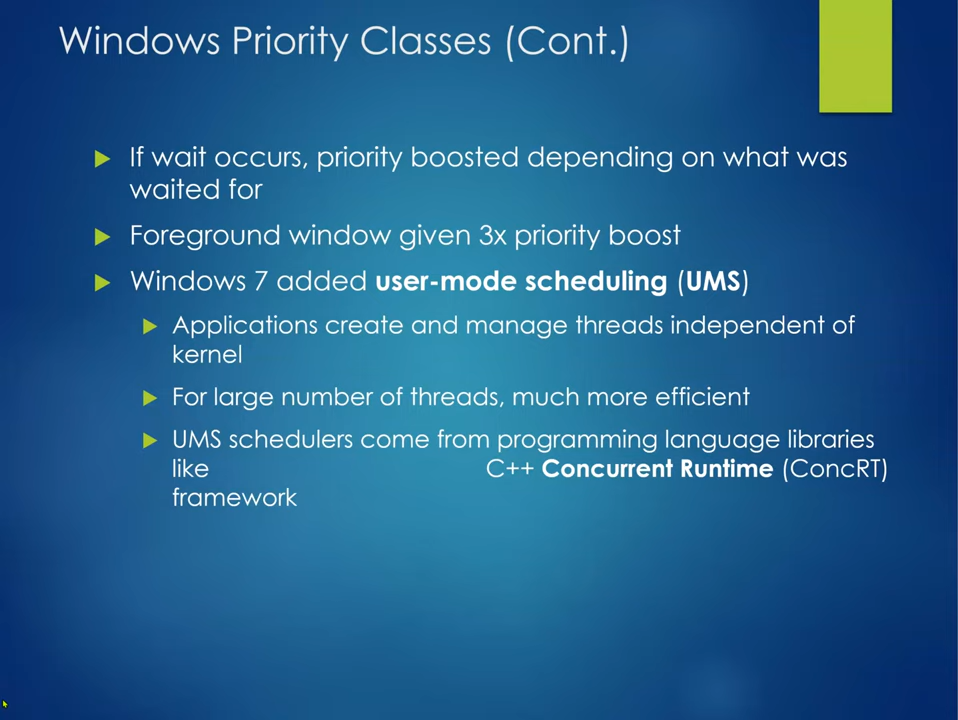 Windows Priority Classes (Cont.)
If wait occurs, priority boosted depending on what was
waited for
Foreground window given 3x priority boost
Windows 7 added user-mode scheduling (UMS)
Applications create and manage threads independent of
kernel
For large number of threads, much more efficient
UMS schedulers come from programming language libraries
like C++ Concurrent Runtime (ConcRT)
framework